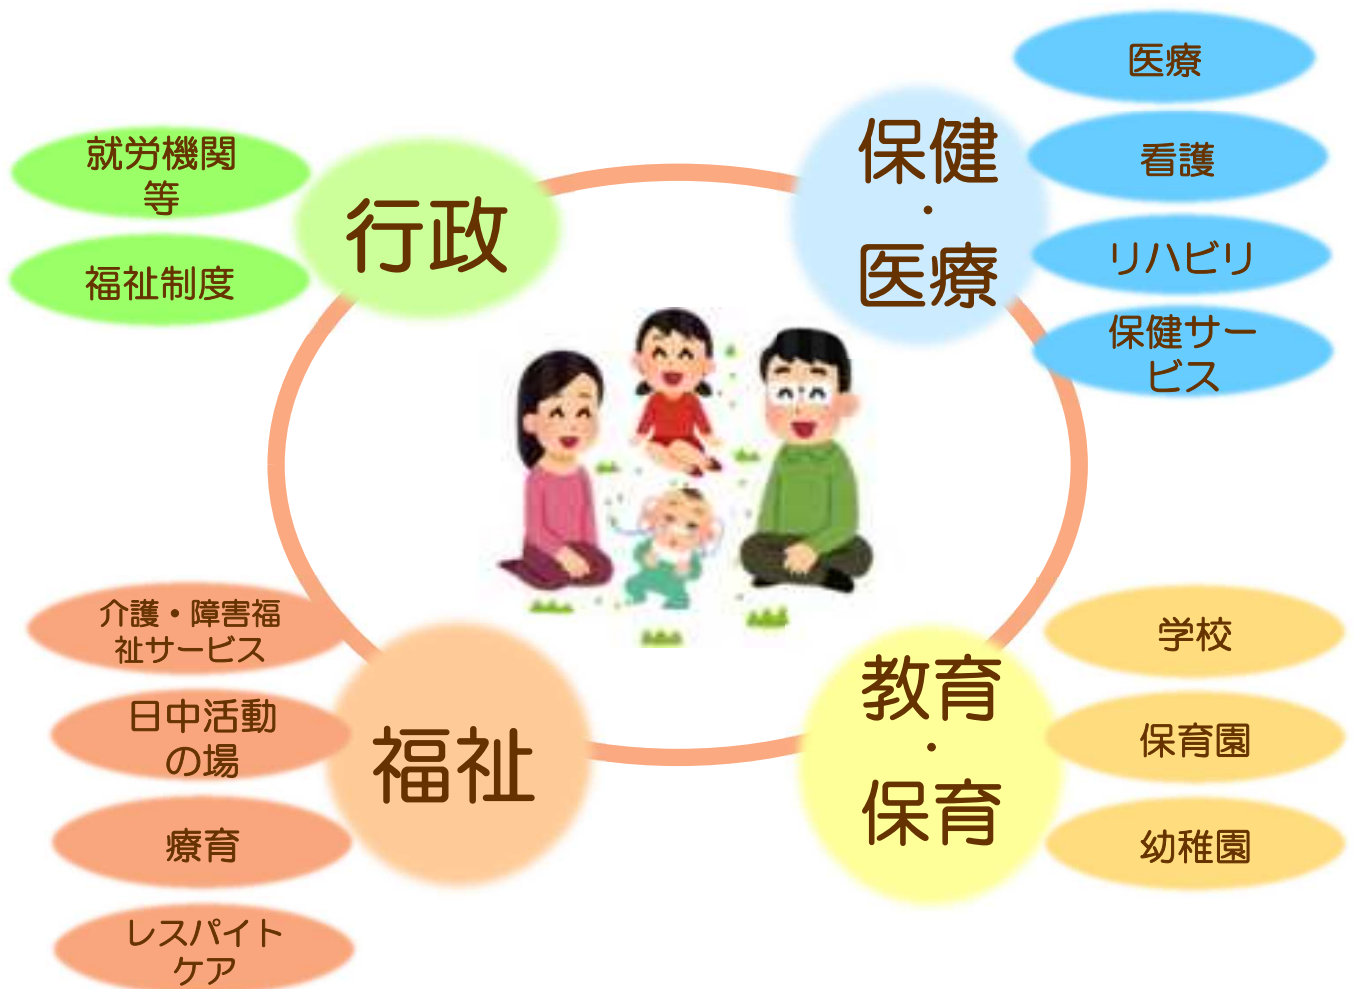 行政
就労機関
等
福祉制度
保健
・
医療
医療
看護
リハビリ
保健サー
ビス
福祉
介護・障害福
祉サービス
日中活動
の場
療育
レスパイト
ケア
教育
・
保育
学校
保育園
幼稚園